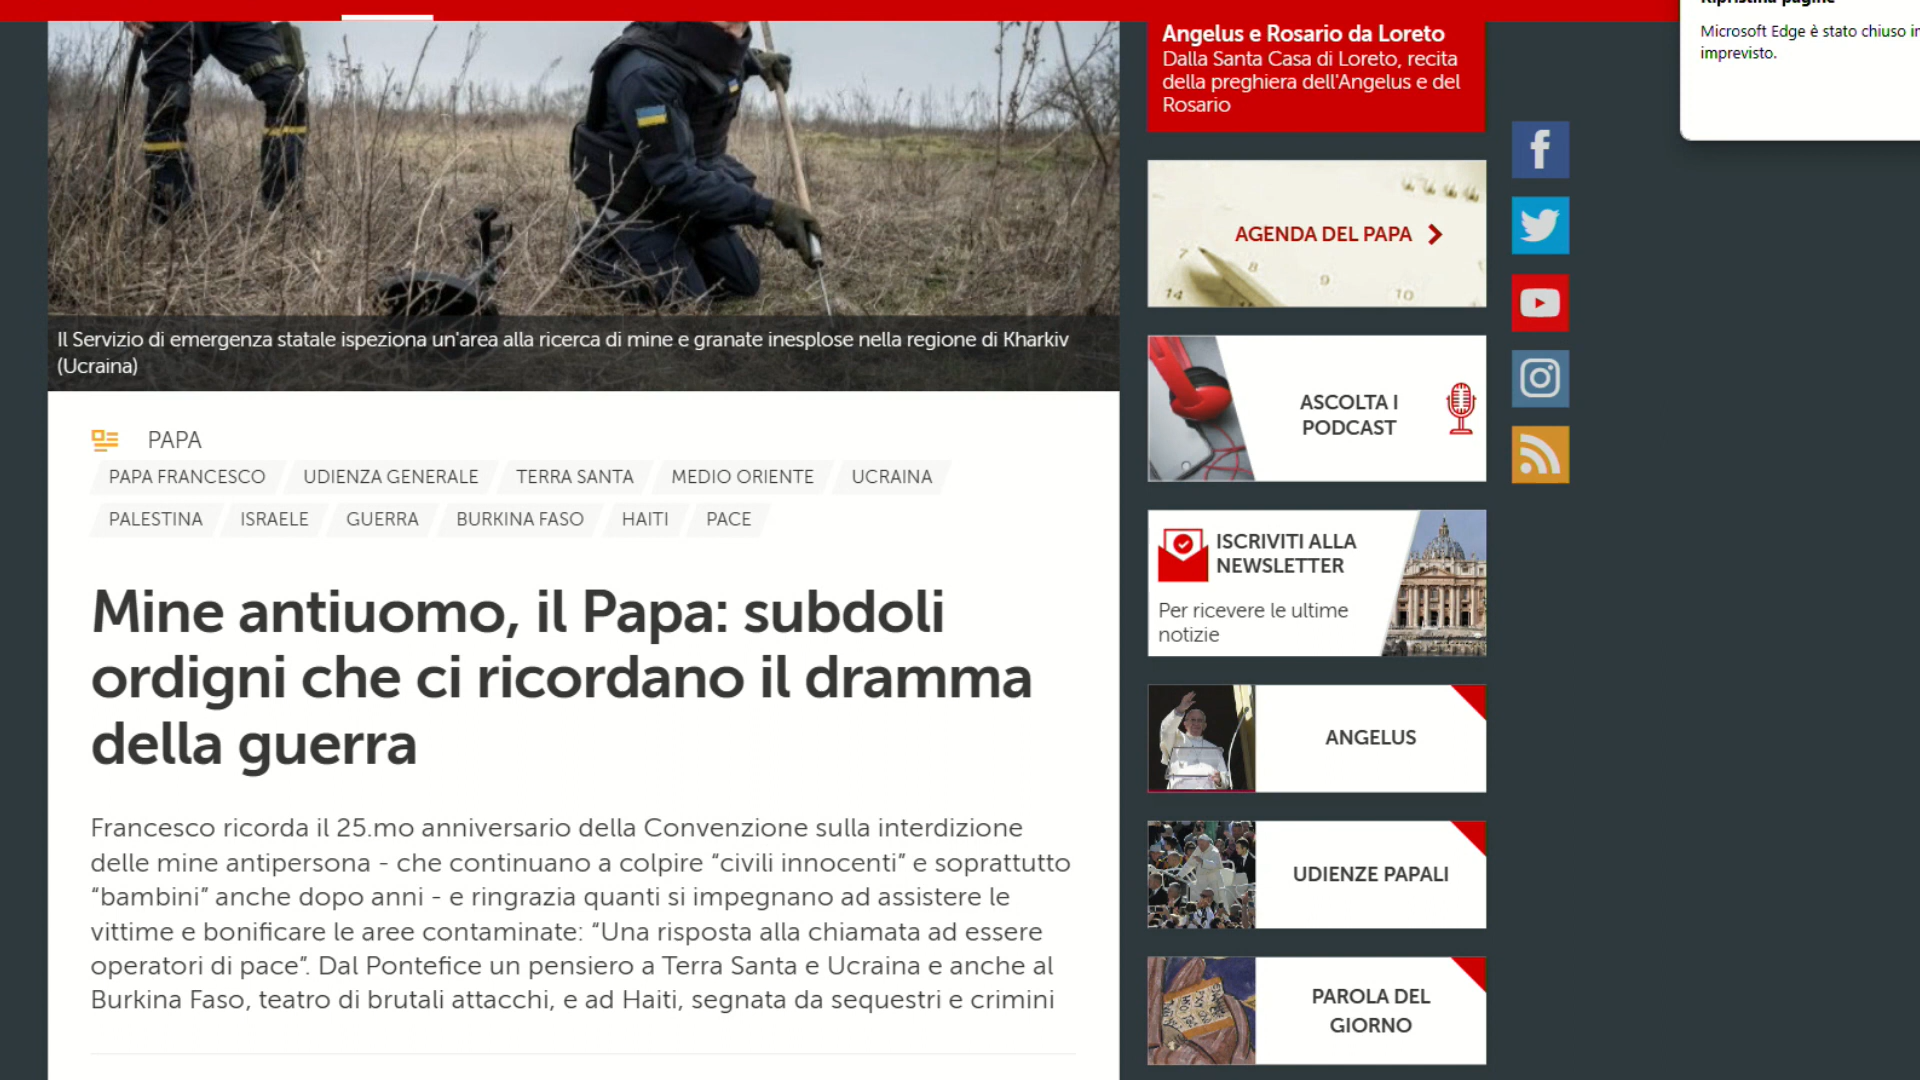 Angelus e Rosario da Loreto
Dalla Santa Casa di Loreto, recita
della preghiera dell'Angelus e del
Rosario
Microsoft Edge è stato chiuso in
imprevisto.
AGENDA DEL PAPA
7
8
9
14
10
Il Servizio di emergenza statale ispeziona un'area alla ricerca di mine e granate inesplose nella regione di Kharkiv
(Ucraina)
ASCOLTA I
PODCAST
PAPA
PAPA FRANCESCO
UDIENZA GENERALE
TERRA SANTA
MEDIO ORIENTE
UCRAINA
PALESTINA
ISRAELE
GUERRA
BURKINA FASO
HAITI
PACE
Mine antiuomo, il Papa: subdoli
ordigni che ci ricordano il dramma
della guerra
Francesco ricorda il 25.mo anniversario della Convenzione sulla interdizione
delle mine antipersona - che continuano a colpire “civili innocenti” e soprattutto
“bambini” anche dopo anni - e ringrazia quanti si impegnano ad assistere le
vittime e bonificare le aree contaminate: “Una risposta alla chiamata ad essere
operatori di pace”. Dal Pontefice un pensiero a Terra Santa e Ucraina e anche al
Burkina Faso, teatro di brutali attacchi, e ad Haiti, segnata da sequestri e crimini
ISCRIVITI ALLA
NEWSLETTER
Per ricevere le ultime
notizie
ANGELUS
UDIENZE PAPALI
PAROLA DEL
GIORNO